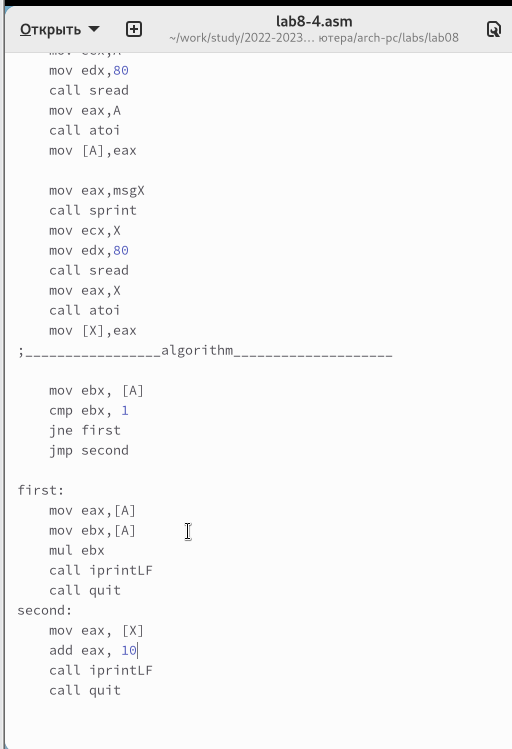 Открыть
lab8-4.asm
~/work/study/2022-2023… ютера/arch-pc/labs/lab08
mov edx,80
call sread
mov eax,A
call atoi
mov [A],eax
mov eax,msgX
call sprint
mov ecx,X
mov edx,80
call sread
mov eax,X
call atoi
mov [X],eax
;_________________algorithm____________________
mov ebx, [A]
cmp ebx, 1
jne first
jmp second
first:
mov eax,[A]
mov ebx,[A]
mul ebx
call iprintLF
call quit
second:
mov eax, [X]
add eax, 10
call iprintLF
call quit